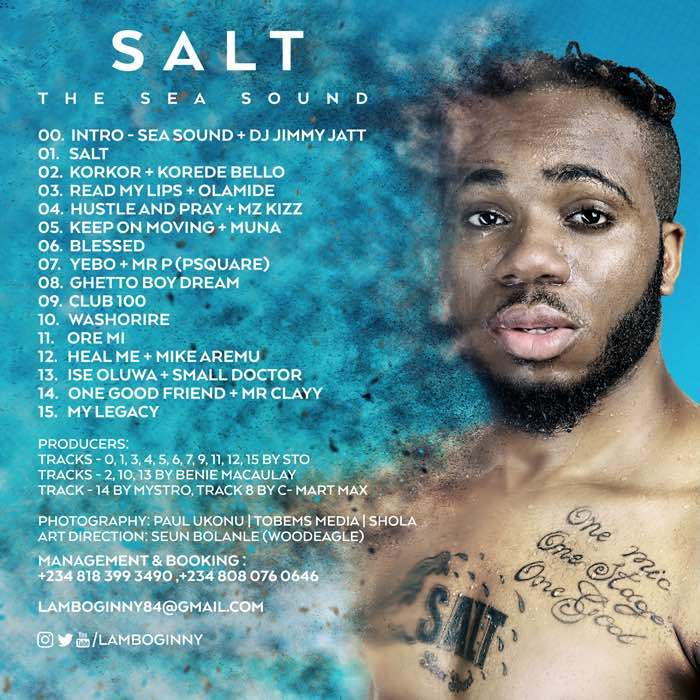 SALT
THE SEA SOUND
00. INTRO - SEA SOUND + DJ JIMMY JATT
01. SALT
02. KORKOR + KOREDE BELLO
03. READ MY LIPS + OLAMIDE
04. HUSTLE AND PRAY + MZ KIZZ
05. KEEP ON MOVING + MUNA
06. BLESSED
07. YEBO + MR P (PSQUARE)
08. GHETTO BOY DREAM
09. CLUB 100
10. WASHORIRE
11. ORE MI
12. HEAL ME + MIKE AREMU
13. ISE OLUWA + SMALL DOCTOR
14. ONE GOOD FRIEND + MR CLAYY
15. MY LEGACY
PRODUCERS:
TRACKS - 0, 1, 3, 4, 5, 6, 7, 9, 11, 12, 15 BY STO
TRACKS - 2, 10, 13 BY BENIE MACAULAY
TRACK - 14 BY MYSTRO, TRACK 8 BY C- MART MAX
PHOTOGRAPHY: PAUL UKONU | TOBEMS MEDIA | SHOLA
ART DIRECTION: SEUN BOLANLE (WOODEAGLE)
MANAGEMENT & BOOKING :
+234 818 399 3490 ,+234 808 076 0646
LAMBOGINNY84@GMAIL.COM
/LAMBOGINNY
One Mic
One Stage
One God
SALT